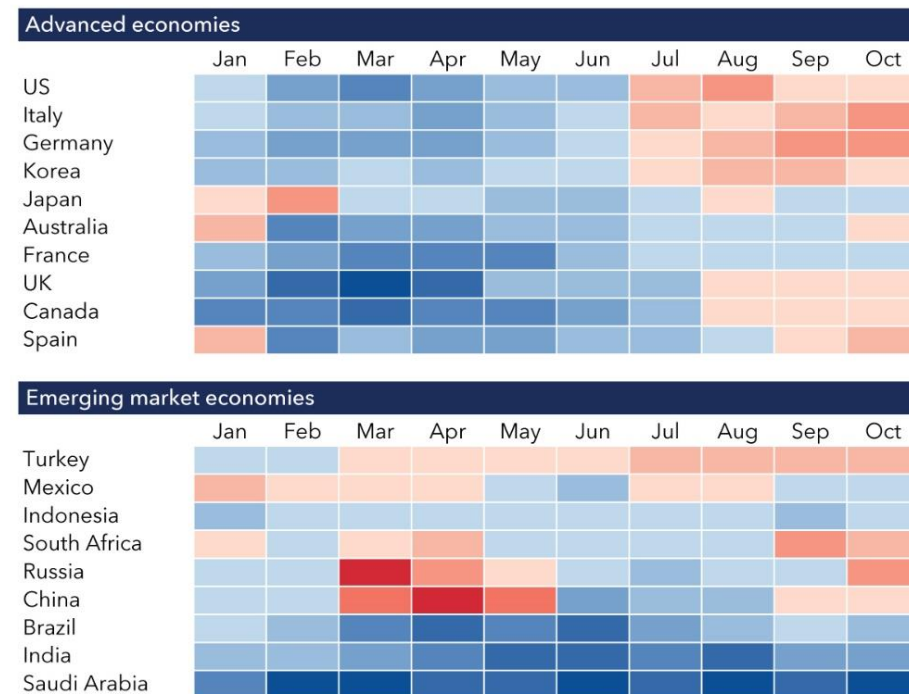 Advanced economies
Jan Feb Mar Apr May Jun Jul Aug Sep Oct
US
Italy
Germany
Korea
Japan
Australia
France
UK
Canada
Spain
Emerging market economies
Jan Feb Mar Apr May Jun Jul Aug Sep Oct
Turkey
Mexico
Indonesia
South Africa
Russia
China
Brazil
India
Saudi Arabia